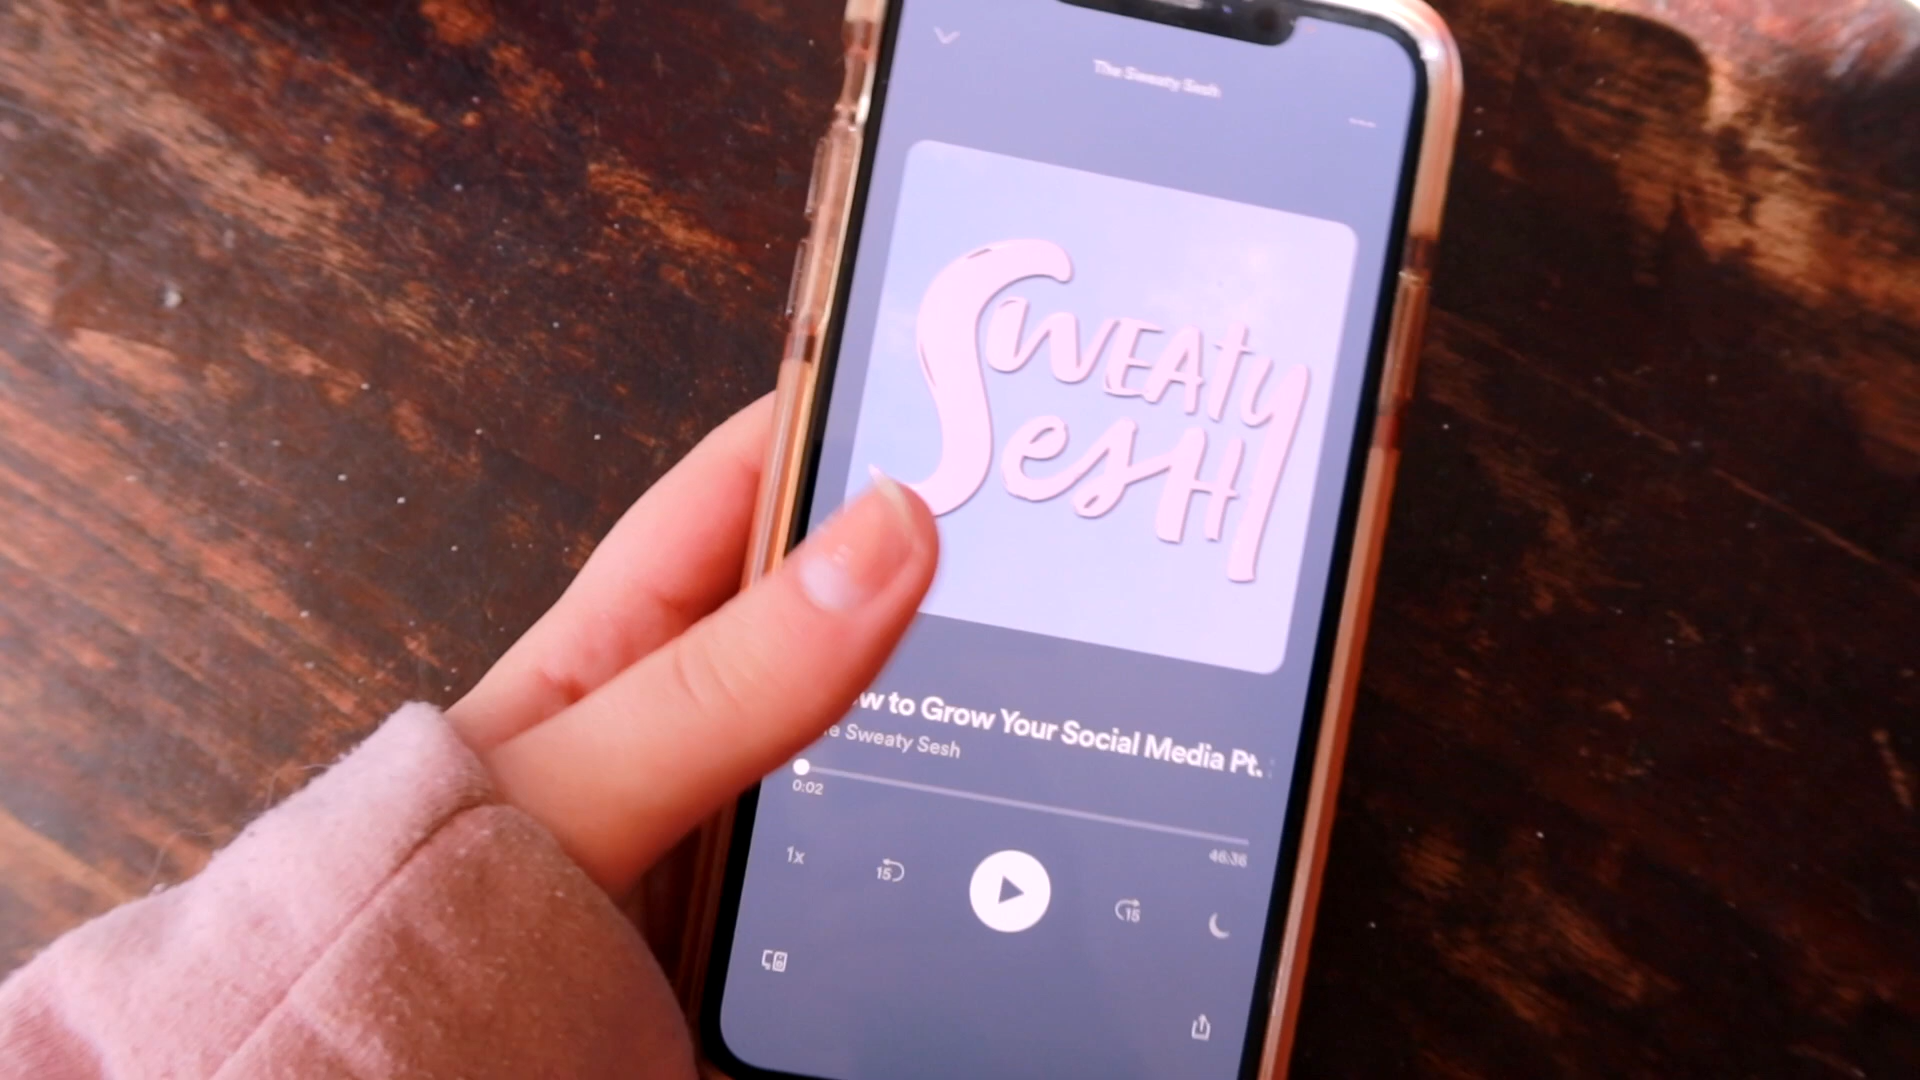 The Sweaty Sesh
SWEATY
SesH
w to Grow Your Social Media Pt.
e Sweaty Sesh
0:02
46:36
1x
15
15